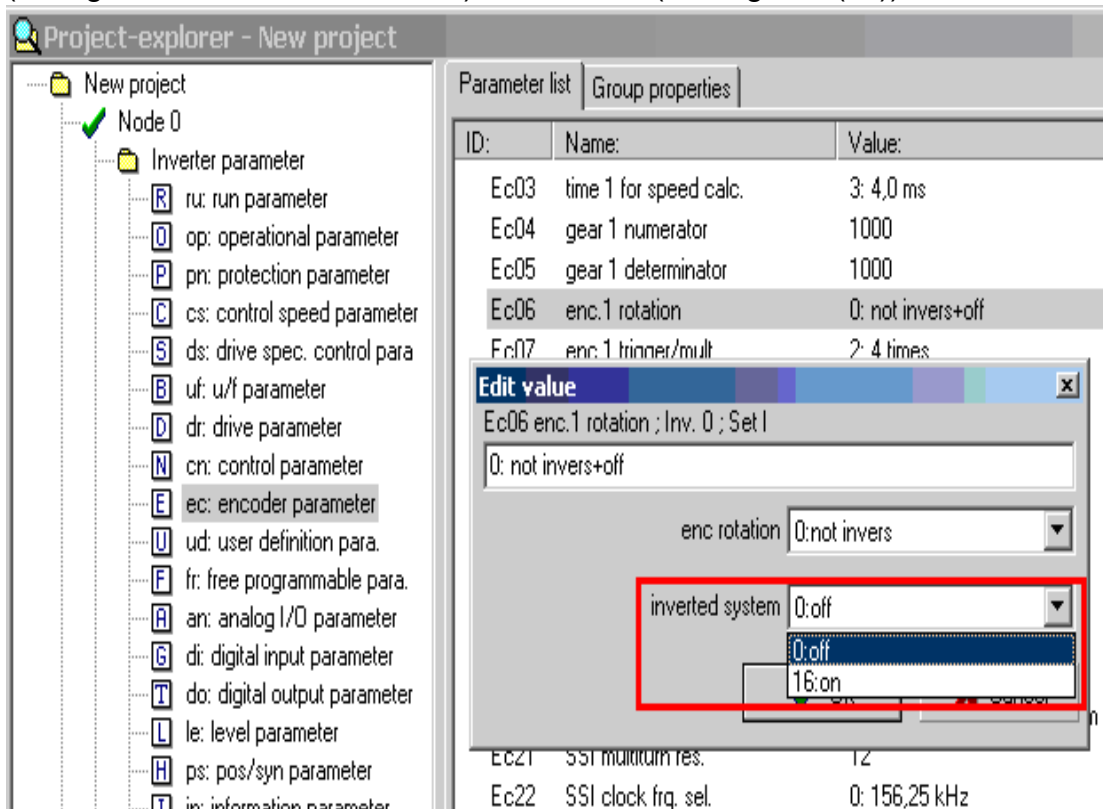 Project-explorer - New project
New project
Node 0
Inverter parameter
R ru: run parameter
O op: operational parameter
P pn: protection parameter
C cs: control speed parameter
S ds: drive spec. control para
B uf: u/f parameter
D dr: drive parameter
N cn: control parameter
E ec: encoder parameter
U ud: user definition para.
F fr: free programmable para.
A an: analog I/O parameter
G di: digital input parameter
T do: digital output parameter
L le: level parameter
H ps: pos/syn parameter
I in: information parameter
Parameter list Group properties
ID: Name: Value:
Ec03 time 1 for speed calc. 3: 4,0 ms
Ec04 gear 1 numerator 1000
Ec05 gear 1 determinator 1000
Ec06 enc.1 rotation 0: not invers+off
Ec07 enc.1 trigger/mult 2: 4 times
Edit value
Ec06 enc.1 rotation ; Inv. 0 ; Set I
0: not invers+off
enc rotation 0:not invers
inverted system 0:off
0:off
16:on
Cancel
Ec21 SSI multiturn res. 12
Ec22 SSI clock frq. sel. 0: 156,25 kHz